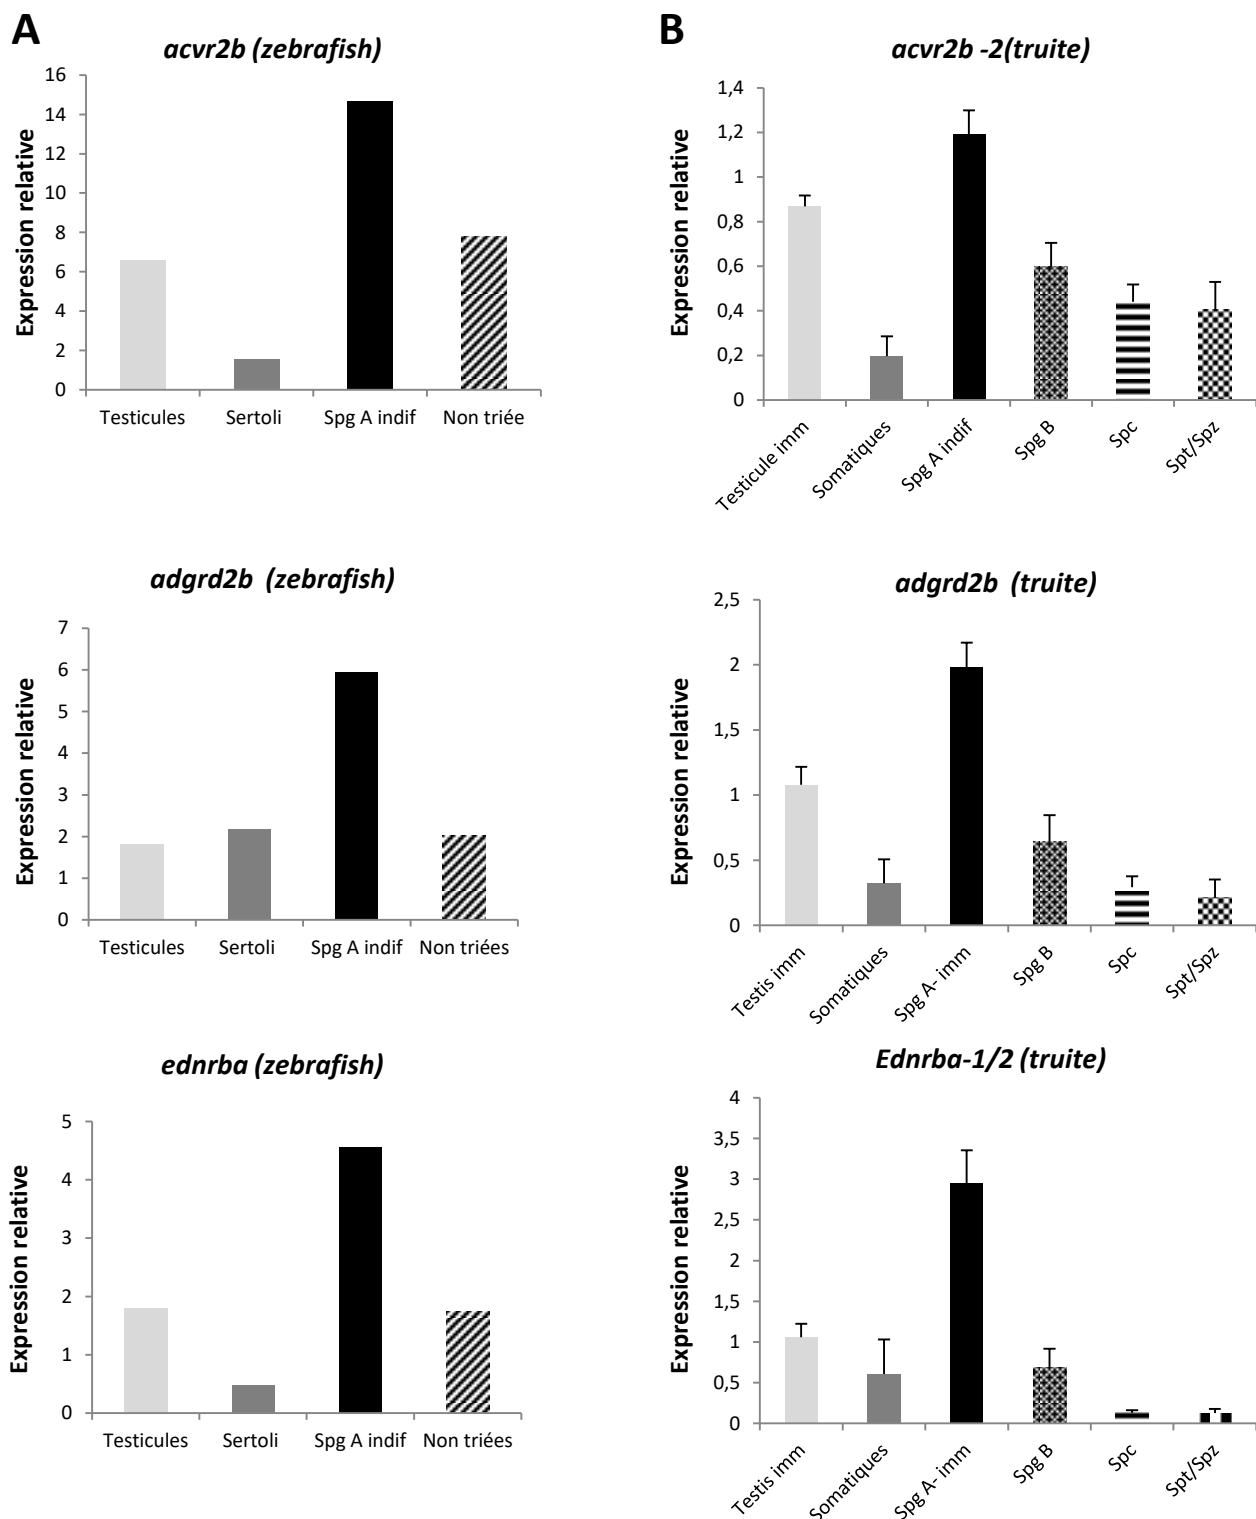 A
acvr2b (zebrafish)
Expression relative
16
14
12
10
8
6
4
2
0
Testicules Sertoli Spg A indif Non triée
adgrd2b (zebrafish)
Expression relative
7
6
5
4
3
2
1
0
Testicules Sertoli Spg A indif Non triées
ednrba (zebrafish)
Expression relative
5
4
3
2
1
0
Testicules Sertoli Spg A indif Non triées
B
acvr2b -2(truite)
Expression relative
1,4
1,2
1
0,8
0,6
0,4
0,2
0
Testicule imm Somatiques Spg A indif Spg B Spc Spt/Spz
adgrd2b (truite)
Expression relative
2,5
2
1,5
1
0,5
0
Testis imm Somatiques Spg A- imm Spg B Spc Spt/Spz
Ednrba-1/2 (truite)
Expression relative
4
3,5
3
2,5
2
1,5
1
0,5
0
Testis imm Somatiques Spg A- imm Spg B Spc Spt/Spz